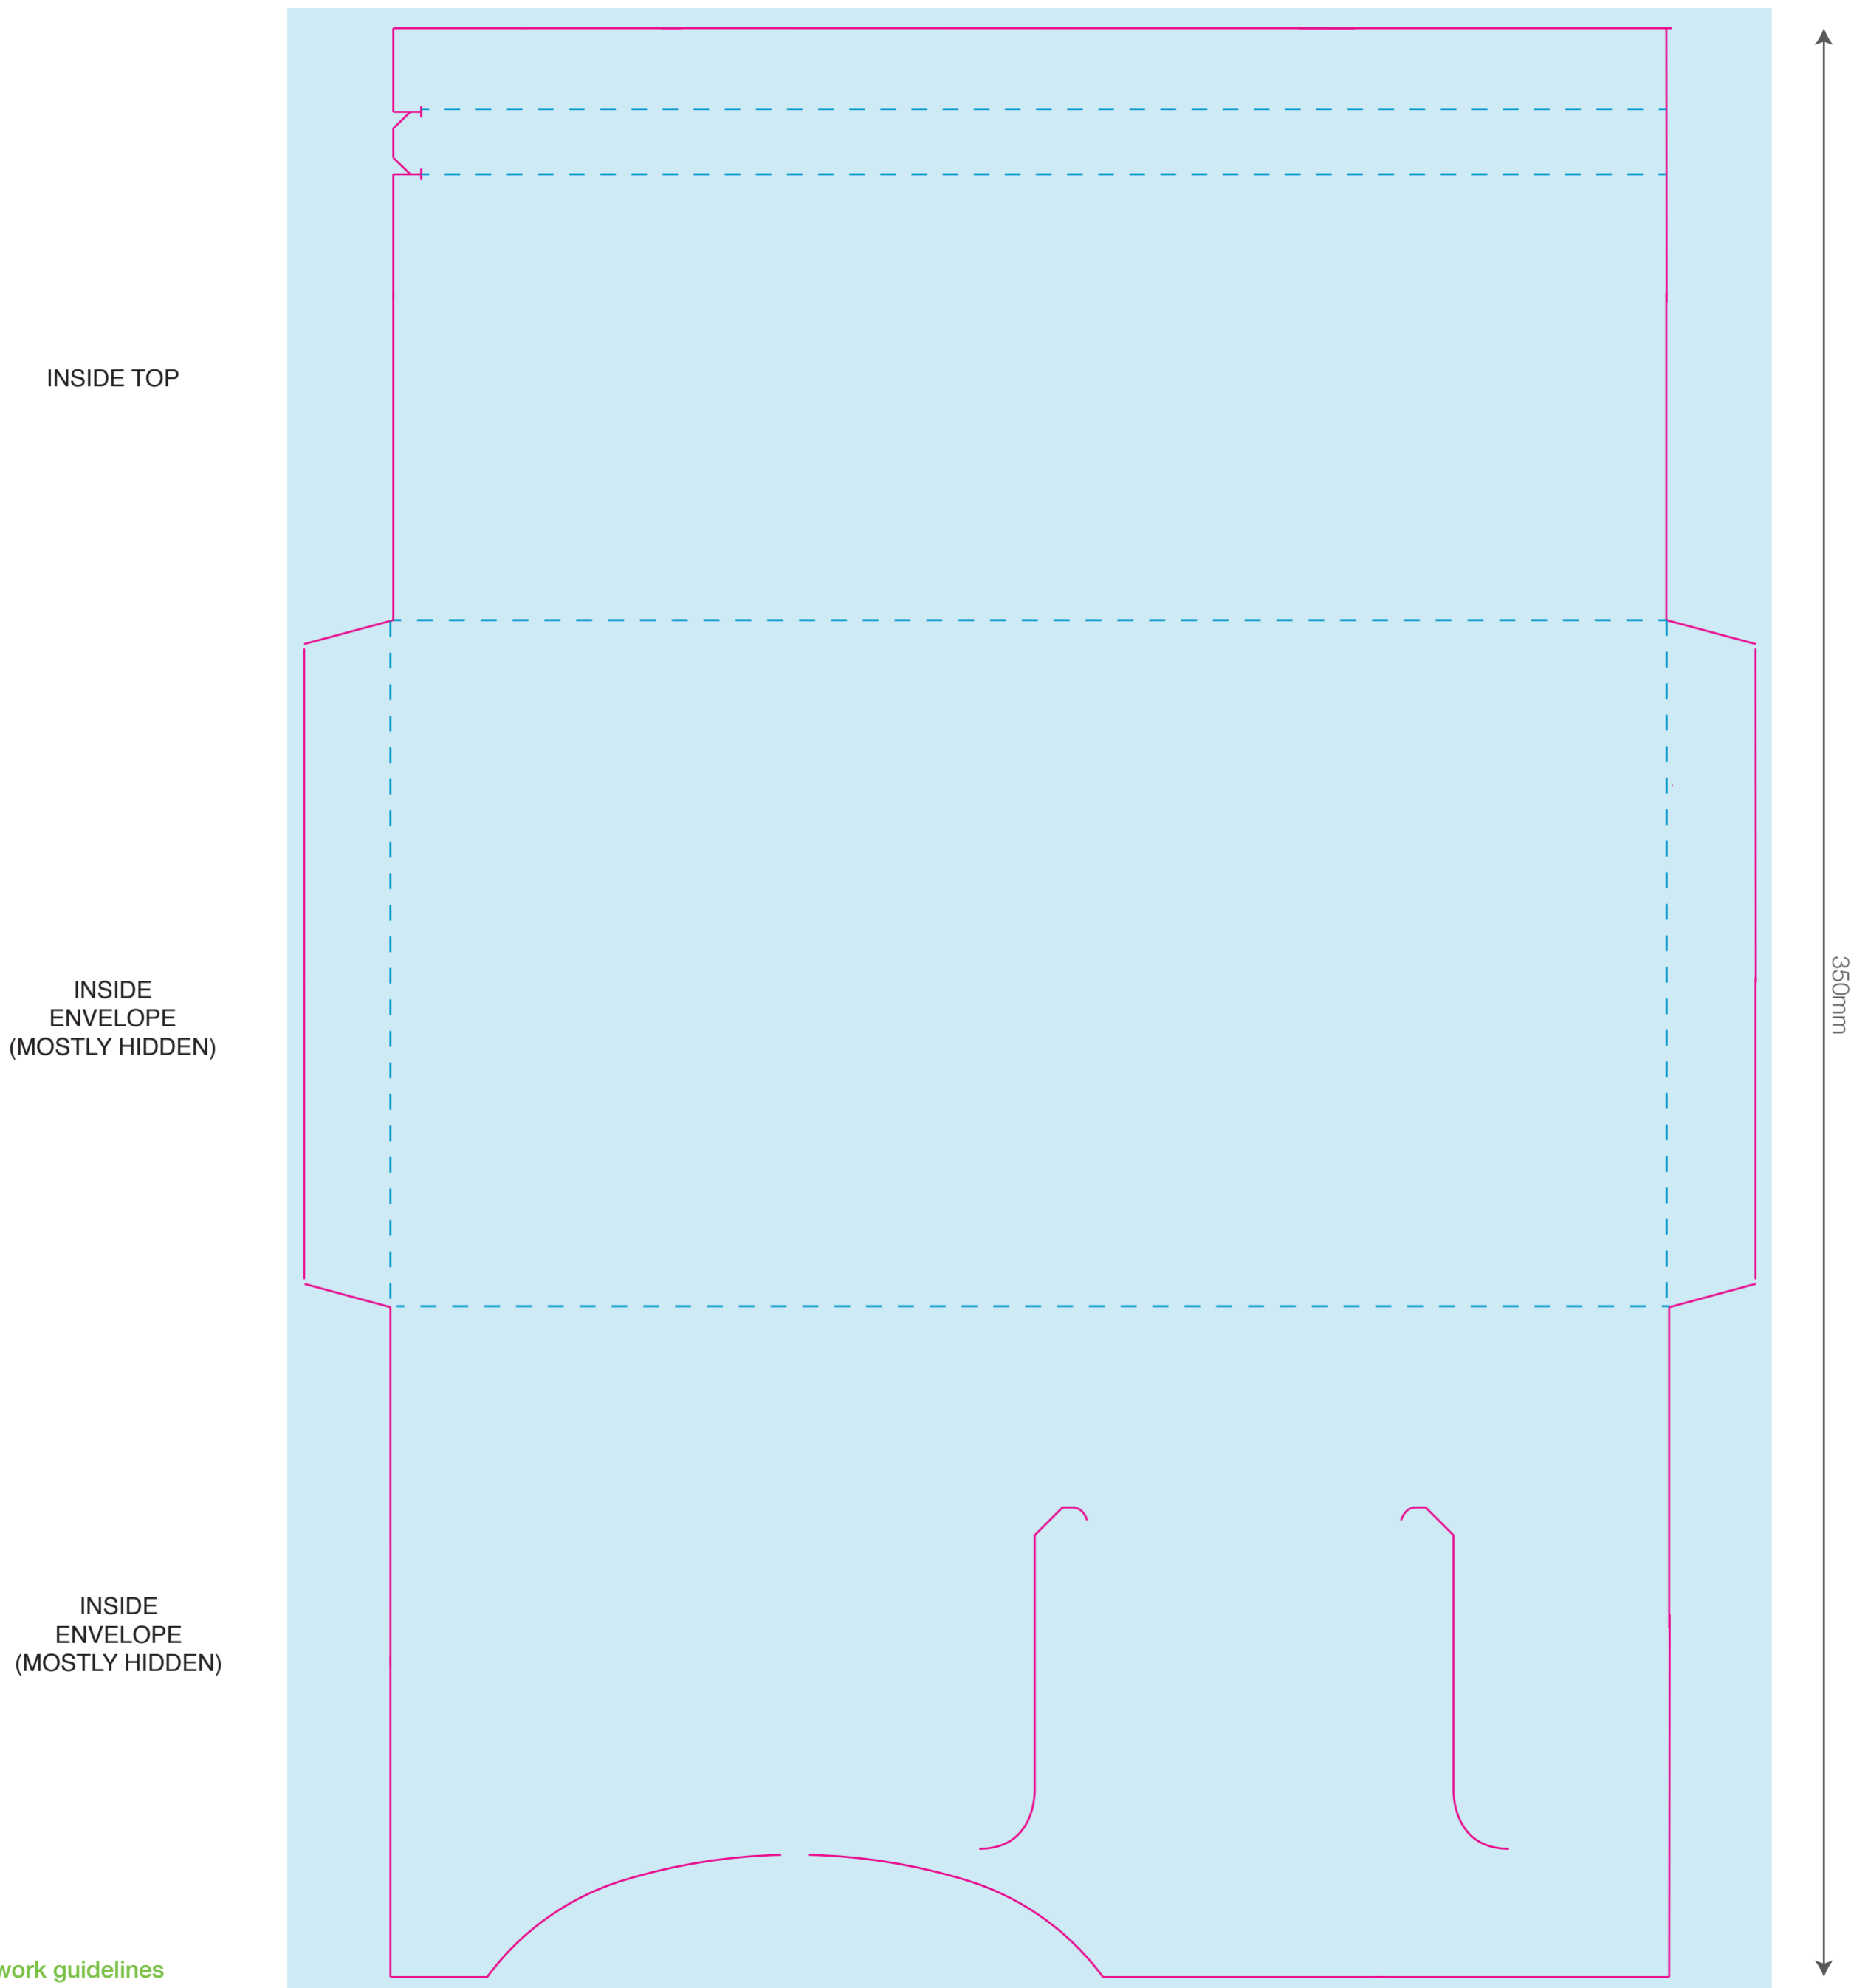 INSIDE TOP
INSIDE
ENVELOPE
(MOSTLY HIDDEN)
350mm
INSIDE
ENVELOPE
(MOSTLY HIDDEN)
work guidelines